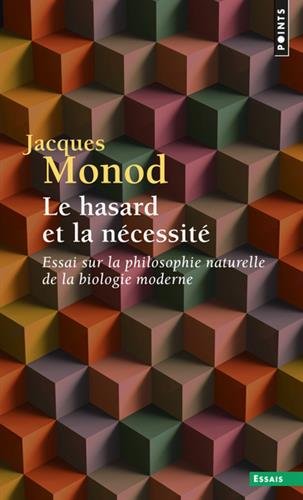 POINTS
Jacques
Monod
Le hasard
et la nécessité
Essai sur la philosophie naturelle
de la biologie moderne
Essais